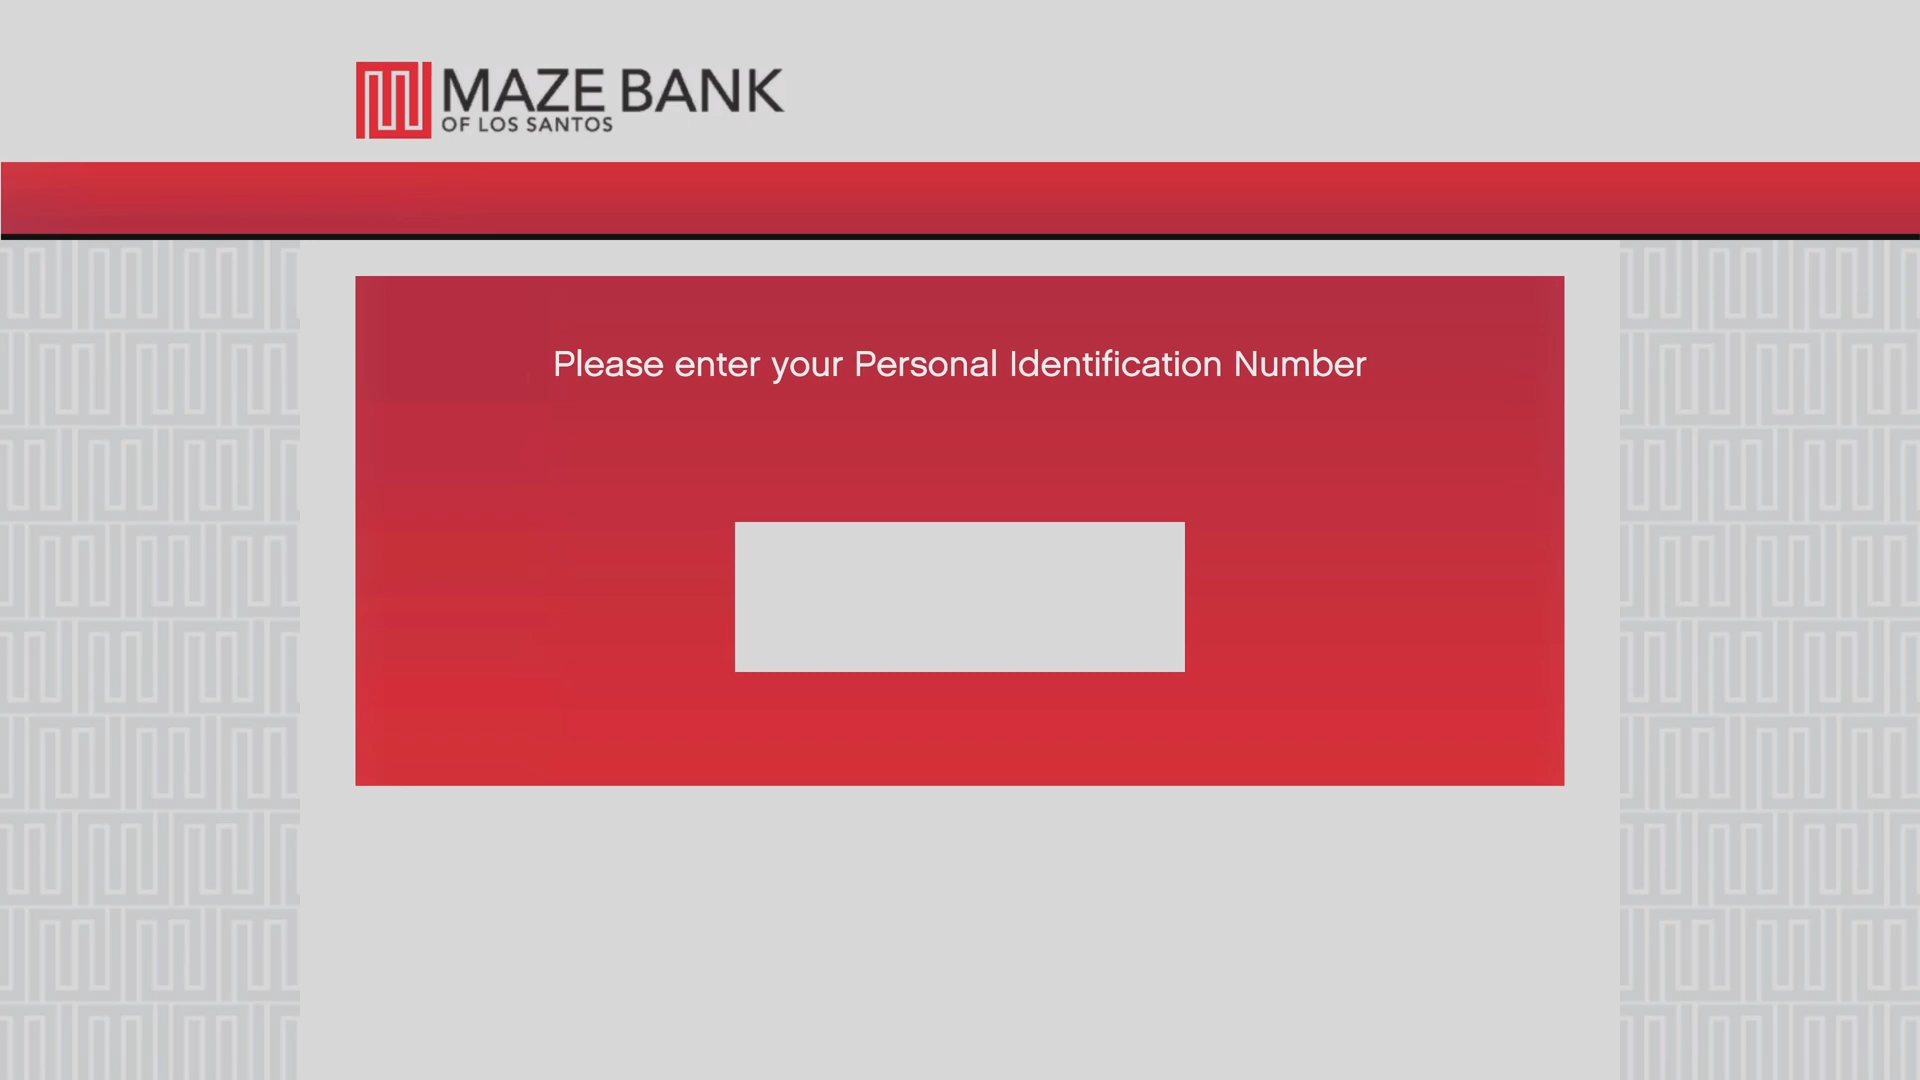 MAZE BANK
OF LOS SANTOS
Please enter your Personal Identification Number